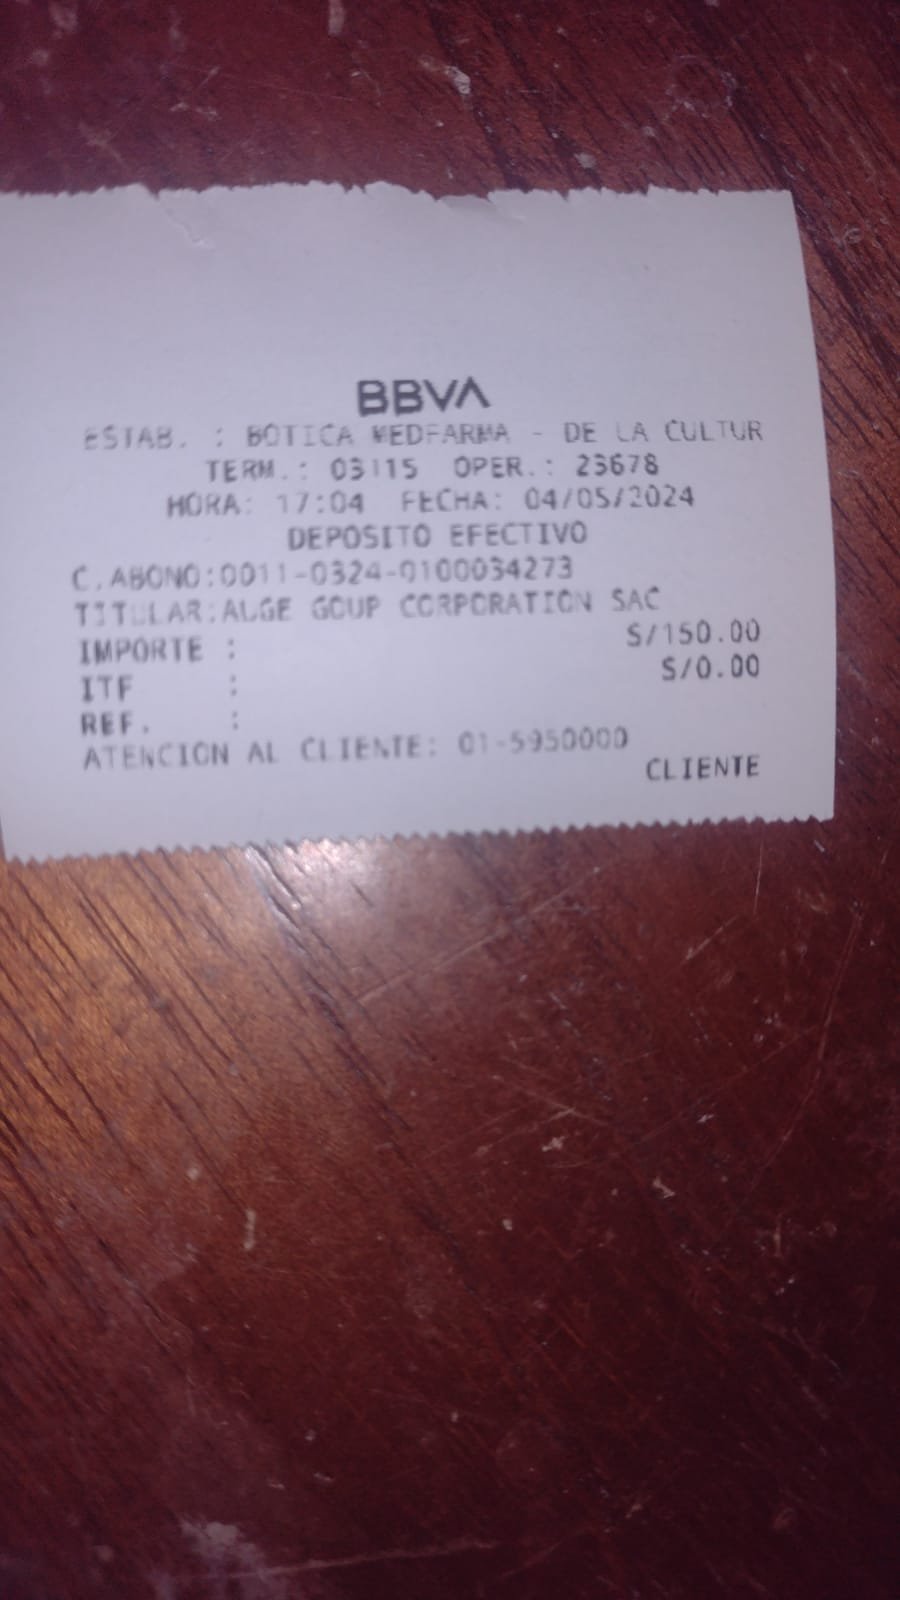 BBVA
ESTAB. : BOTICA MEDFARMA - DE LA CULTUR
TERM.: 03115 OPER.: 23678
HORA: 17:04 FECHA: 04/05/2024
DEPOSITO EFECTIVO
C.ABONO:0011-0324-0100034273
TITULAR:ALGE GOUP CORPORATION SAC
IMPORTE : S/150.00
ITF : S/0.00
REF. :
ATENCION AL CLIENTE: 01-5950000
CLIENTE